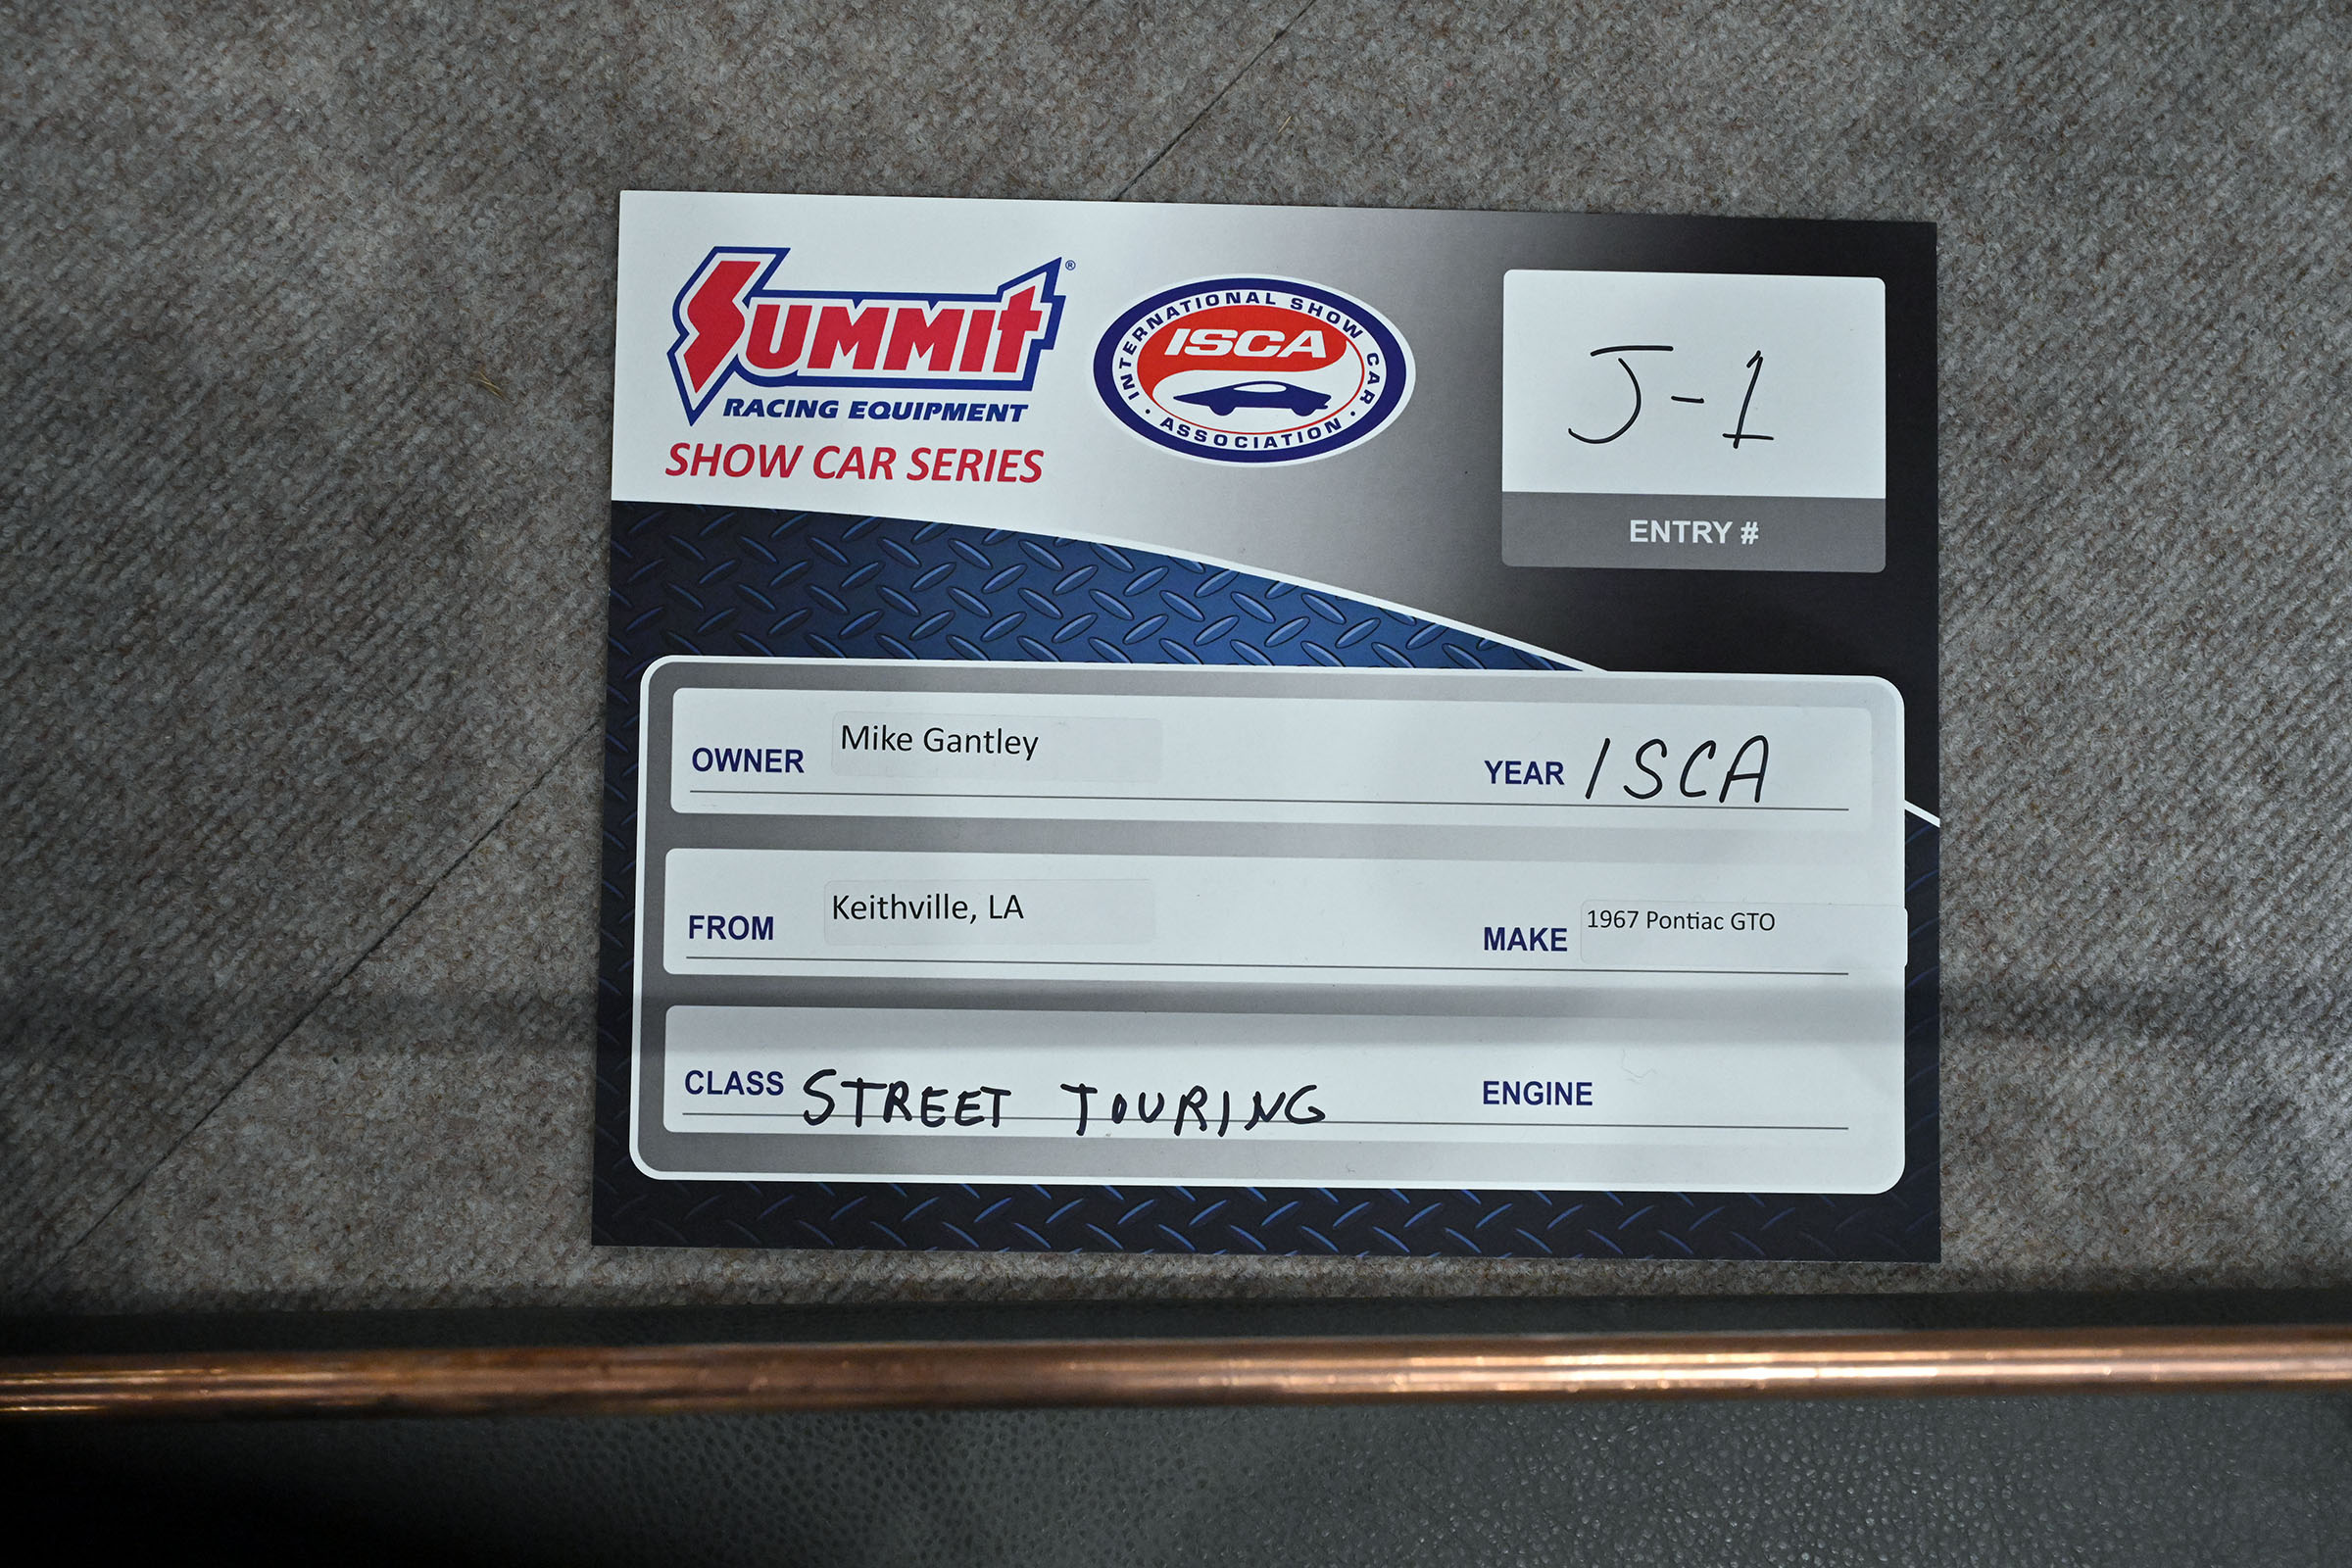 SUMMIT®
RACING EQUIPMENT
SHOW CAR SERIES
INTERNATIONAL SHOW CAR
ISCA
· ASSOCIATION ·
J-1
ENTRY #
OWNER Mike Gantley YEAR ISCA
FROM Keithville, LA MAKE 1967 Pontiac GTO
CLASS STREET TOURING ENGINE